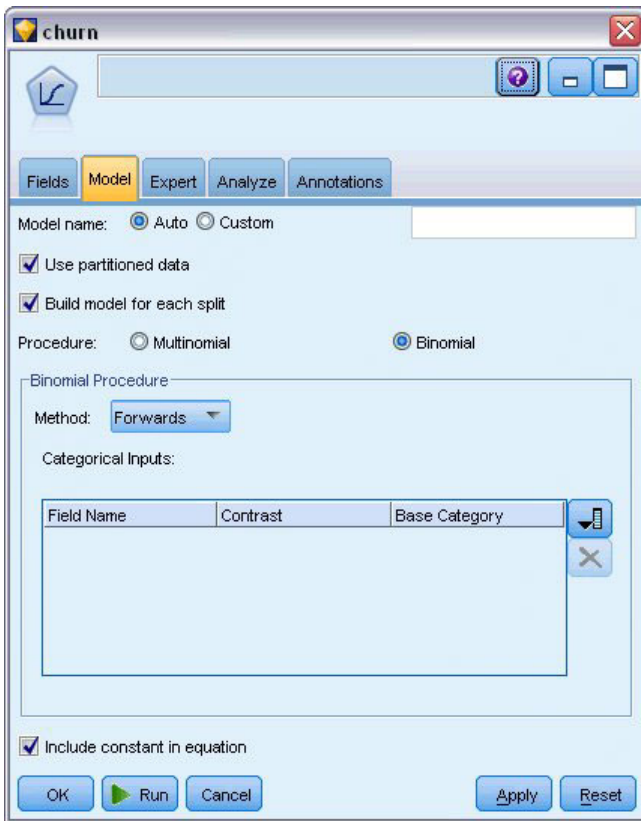 churn
Fields Model Expert Analyze Annotations
Model name: Auto Custom
Use partitioned data
Build model for each split
Procedure: Multinomial Binomial
Binomial Procedure
Method: Forwards
Categorical Inputs:
Field Name Contrast Base Category
Include constant in equation
OK Run Cancel Apply Reset